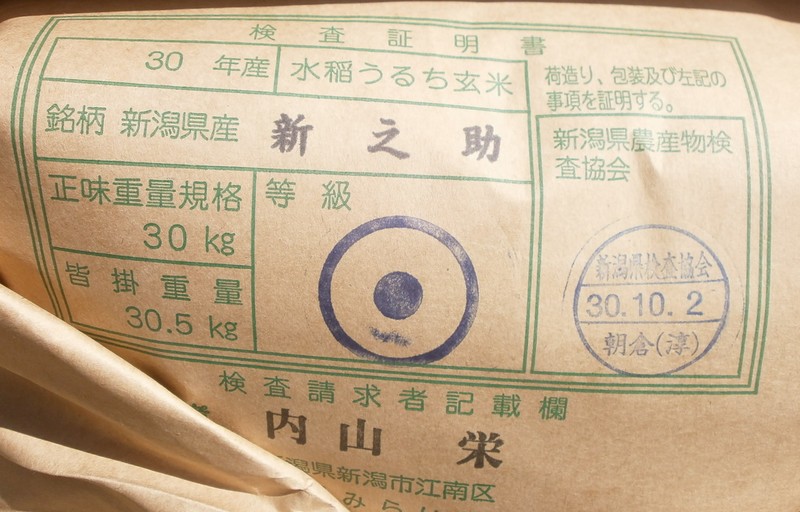 検査証明書
30 年産 水稲うるち玄米
荷造り、包装及び左記の
事項を証明する。
銘柄 新潟県産 新之助
新潟県農産物検
査協会
正味重量規格 等級
30 kg
皆掛重量
30.5 kg
新潟県検査協会
30.10.2
朝倉(淳)
検査請求者記載欄
内山 栄
潟県新潟市江南区
みら